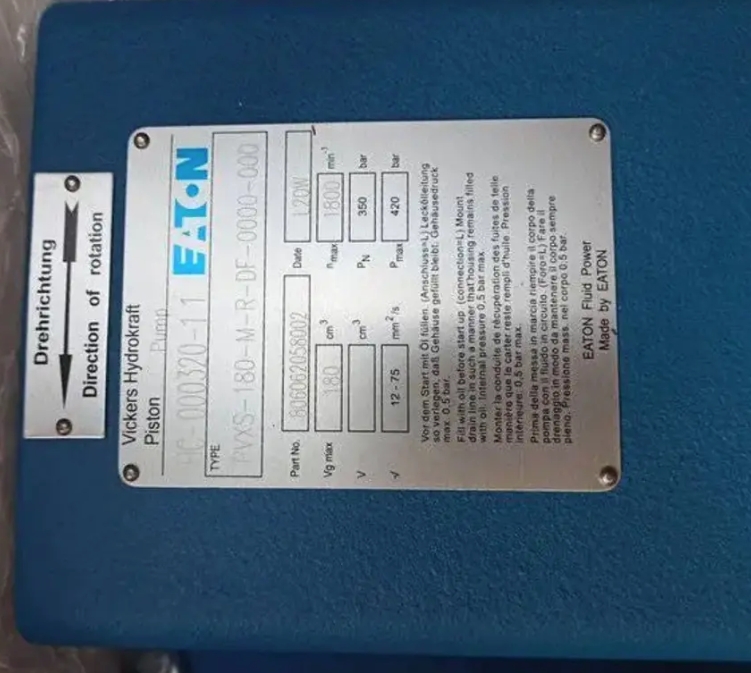 Drehrichtung
Direction of rotation
Vickers Hydrokraft
Piston Pump
HG-000320-11
EATON
TYPE
PVXS-180-M-R-DF-0000-000
Part No. 806062058002 Date L20N
Vg max 180 cm³ n max 1800 min⁻¹
V cm³ PN 350 bar
√ 12 - 75 mm²/s Pmax 420 bar
Vor dem Start mit Öl füllen. (Anschluss=L) Leckölleitung
so verlegen, daß Gehäuse gefüllt bleibt. Gehäusedruck
max. 0,5 bar.
Fill with oil before start up. (connection=L) Mount
drain line in such a manner that housing remains filled
with oil. Internal pressure 0,5 bar max
Monter la conduite de récupération des fuites de telle
manière que le carter reste rempli d'huile. Pression
intérieure: 0,5 bar max.
Prima della messa in marcia riempire il corpo della
pompa con il fluido in circuito. (Foro=L) Fare il
drenaggio in modo da mantenere il corpo sempre
pieno. Pressione mass. nel corpo 0,5 bar.
EATON Fluid Power
Made by EATON